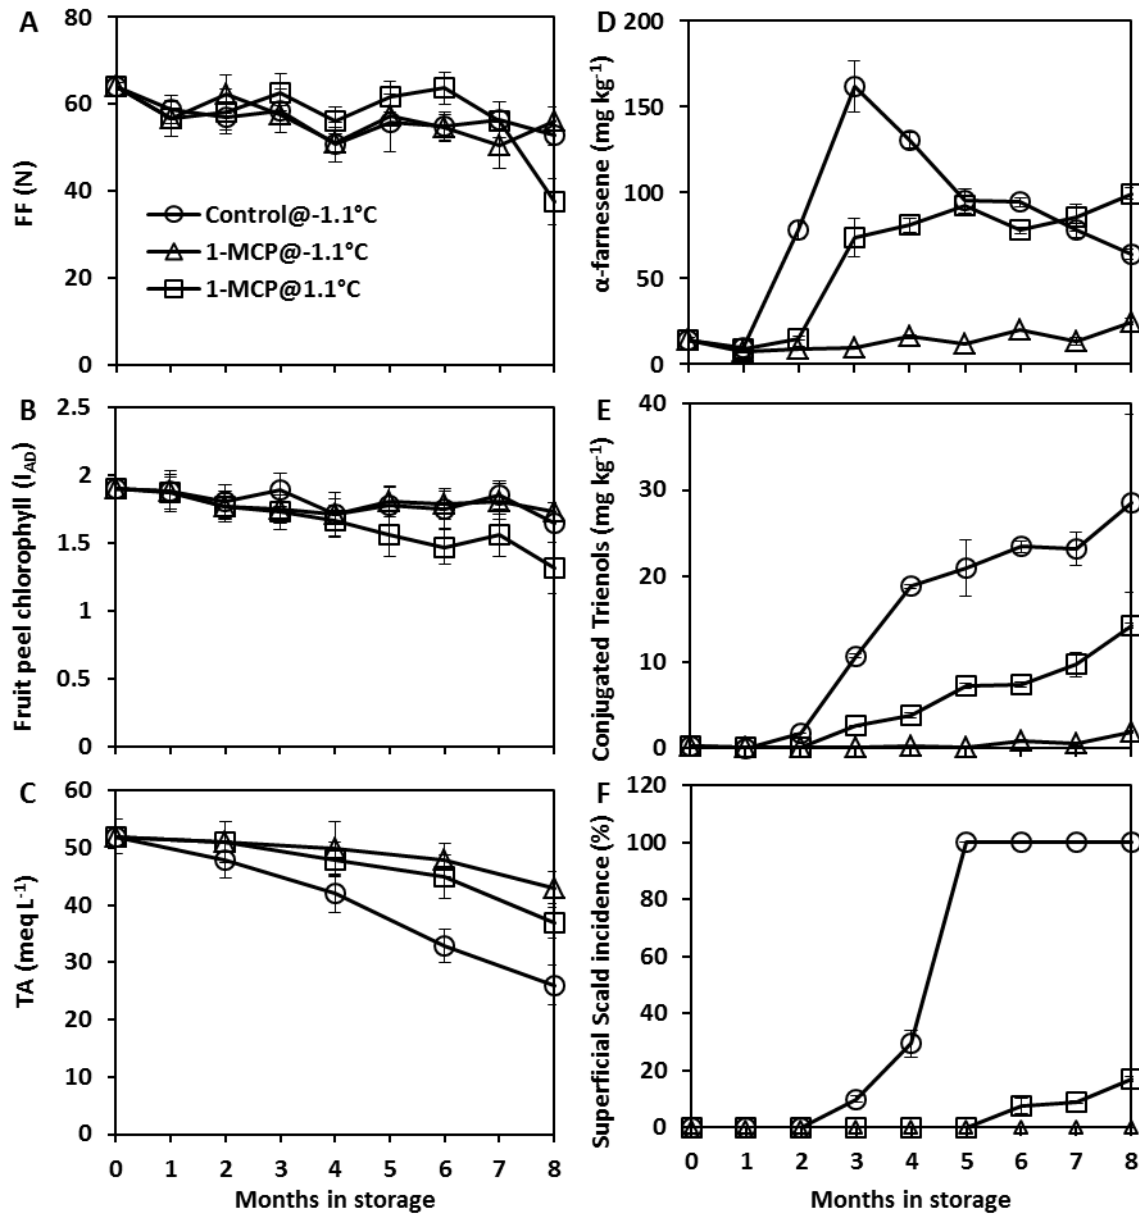 A
80
60
40
20
0
FF (N)
Control@-1.1°C
1-MCP@-1.1°C
1-MCP@1.1°C
B
2.5
2
1.5
1
0.5
0
Fruit peel chlorophyll (I_AD)
C
60
50
40
30
20
10
0
TA (meq L⁻¹)
0 1 2 3 4 5 6 7 8
Months in storage
D
200
150
100
50
0
α-farnesene (mg kg⁻¹)
E
40
30
20
10
0
Conjugated Trienols (mg kg⁻¹)
F
120
100
80
60
40
20
0
Superficial Scald incidence (%)
0 1 2 3 4 5 6 7 8
Months in storage